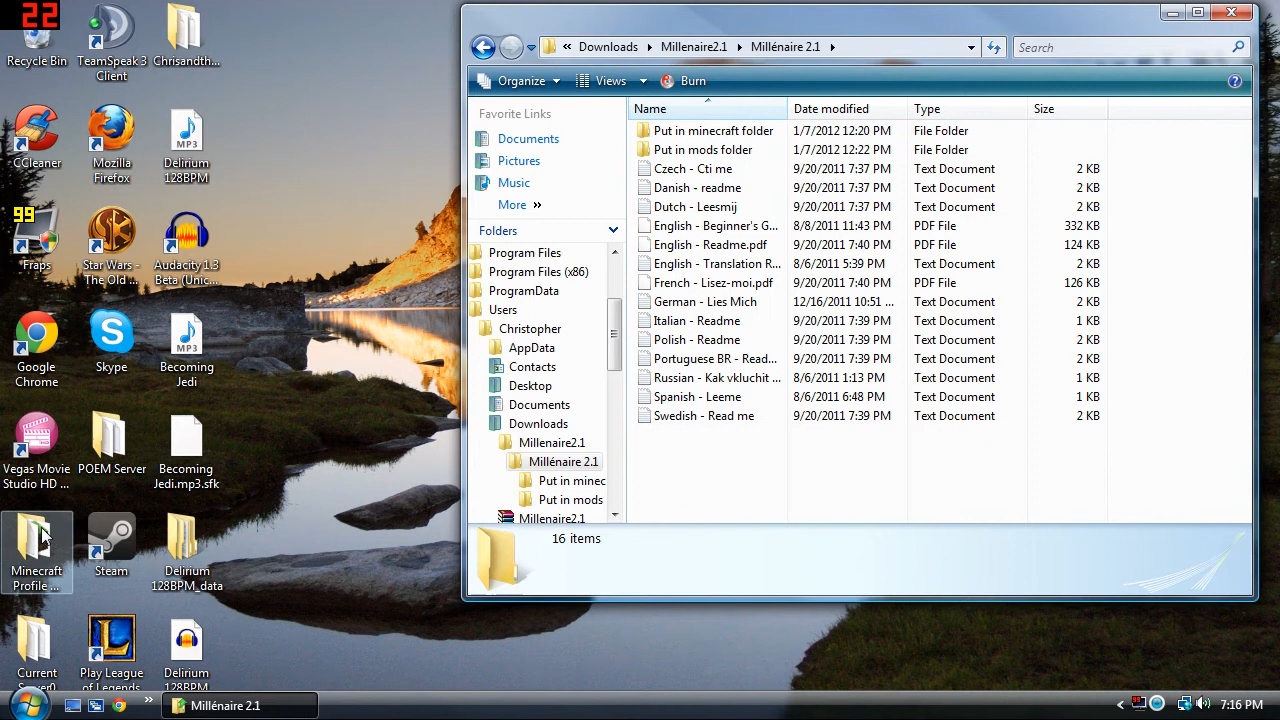 22
Recycle Bin
TeamSpeak 3
Client
Chrisandth...
CCleaner
Mozilla
Firefox
MP3
Delirium
128BPM
99
Fraps
Star Wars -
The Old ...
Audacity 1.3
Beta (Unic...
Google
Chrome
Skype
MP3
Becoming
Jedi
Vegas Movie
Studio HD ...
POEM Server
Becoming
Jedi.mp3.sfk
Minecraft
Profile ...
Steam
Delirium
128BPM_data
Current
Play League
of Legends
Delirium
128BPM
Downloads Millenaire2.1 Millénaire 2.1
Search
Organize Views Burn
Favorite Links
Documents
Pictures
Music
More
Folders
Program Files
Program Files (x86)
ProgramData
Users
Christopher
AppData
Contacts
Desktop
Documents
Downloads
Millenaire2.1
Millénaire 2.1
Put in minec
Put in mods
Millenaire2.1
Name Date modified Type Size
Put in minecraft folder 1/7/2012 12:20 PM File Folder
Put in mods folder 1/7/2012 12:22 PM File Folder
Czech - Cti me 9/20/2011 7:37 PM Text Document 2 KB
Danish - readme 9/20/2011 7:37 PM Text Document 2 KB
Dutch - Leesmij 9/20/2011 7:37 PM Text Document 2 KB
English - Beginner's G... 8/8/2011 11:43 PM PDF File 332 KB
English - Readme.pdf 9/20/2011 7:40 PM PDF File 124 KB
English - Translation R... 8/6/2011 5:39 PM Text Document 2 KB
French - Lisez-moi.pdf 9/20/2011 7:40 PM PDF File 126 KB
German - Lies Mich 12/16/2011 10:51 ... Text Document 2 KB
Italian - Readme 9/20/2011 7:39 PM Text Document 1 KB
Polish - Readme 9/20/2011 7:39 PM Text Document 2 KB
Portuguese BR - Read... 9/20/2011 7:39 PM Text Document 2 KB
Russian - Kak vkluchit ... 8/6/2011 1:13 PM Text Document 1 KB
Spanish - Leeme 8/6/2011 6:48 PM Text Document 1 KB
Swedish - Read me 9/20/2011 7:39 PM Text Document 2 KB
16 items
Millénaire 2.1
7:16 PM